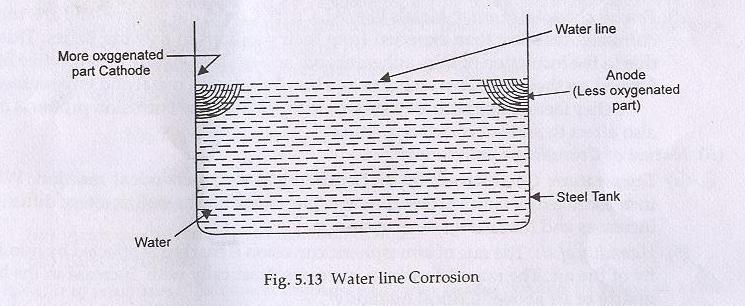 Water line
More oxggenated
part Cathode
Anode
(Less oxygenated
part)
Steel Tank
Water
Fig. 5.13 Water line Corrosion